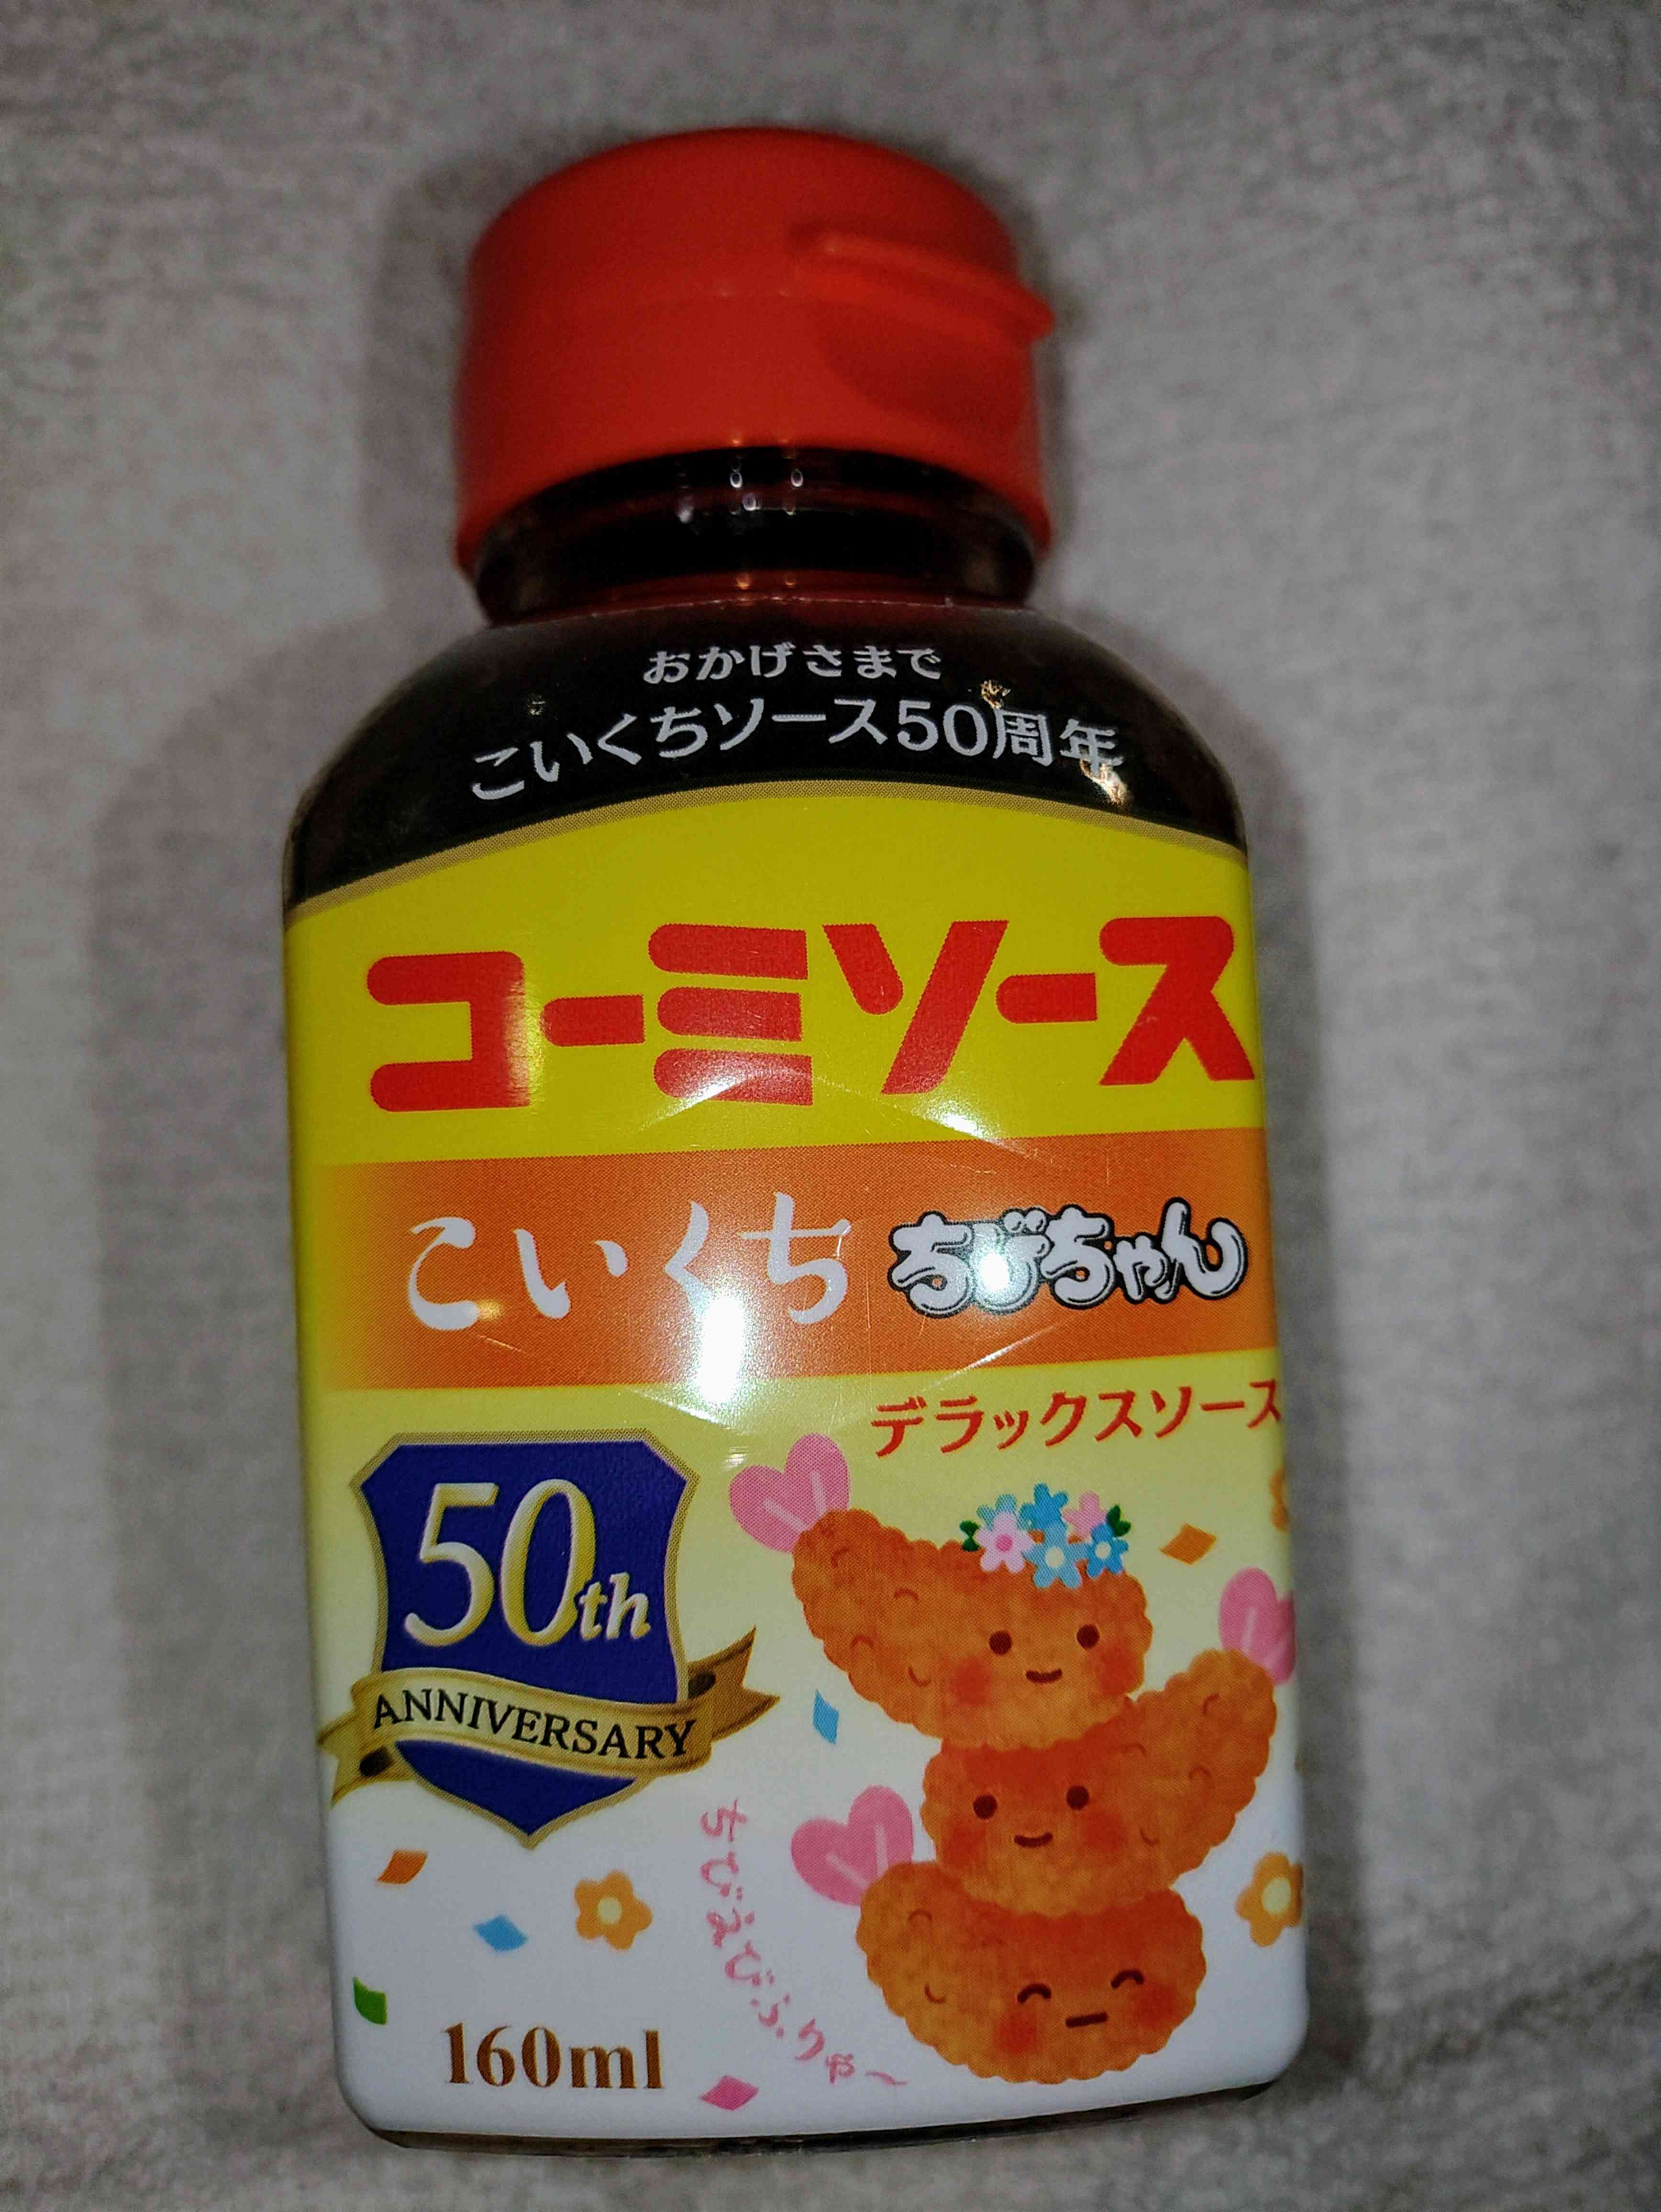 おかげさまで
こいくちソース50周年
コーミソース
こいくち ちびちゃん
デラックスソース
50th
ANNIVERSARY
ちびえびふりゃ～
160ml